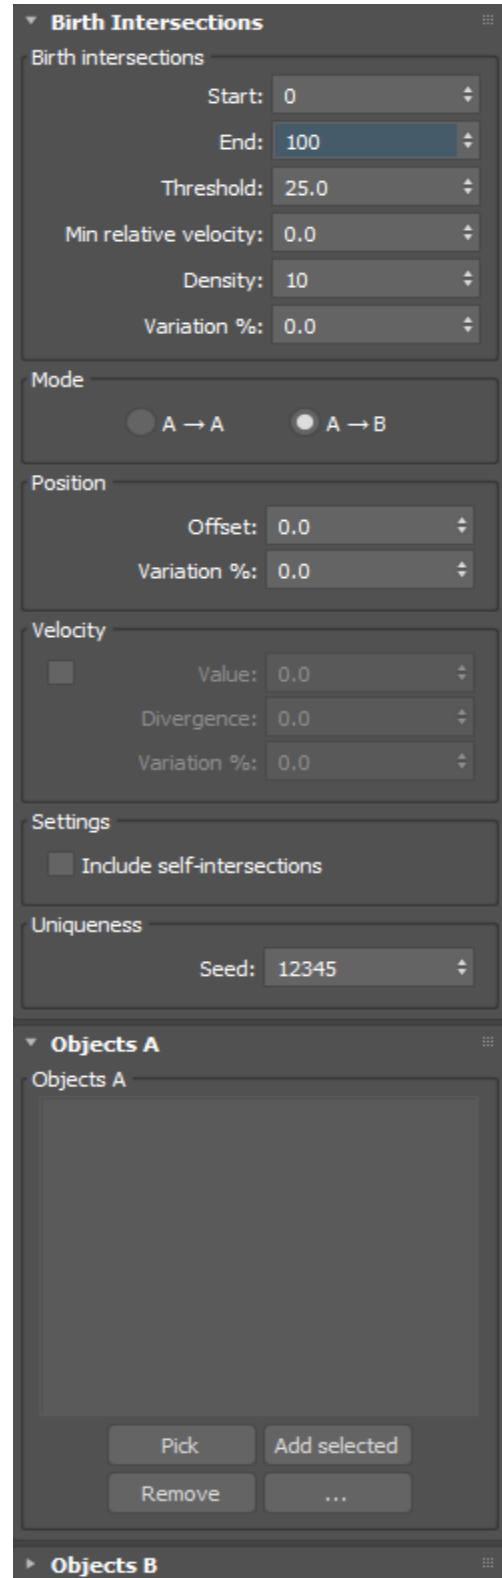 Birth Intersections
Birth intersections
Start: 0
End: 100
Threshold: 25.0
Min relative velocity: 0.0
Density: 10
Variation %: 0.0
Mode
A → A A → B
Position
Offset: 0.0
Variation %: 0.0
Velocity
Value: 0.0
Divergence: 0.0
Variation %: 0.0
Settings
Include self-intersections
Uniqueness
Seed: 12345
Objects A
Objects A
Pick Add selected
Remove ...
Objects B